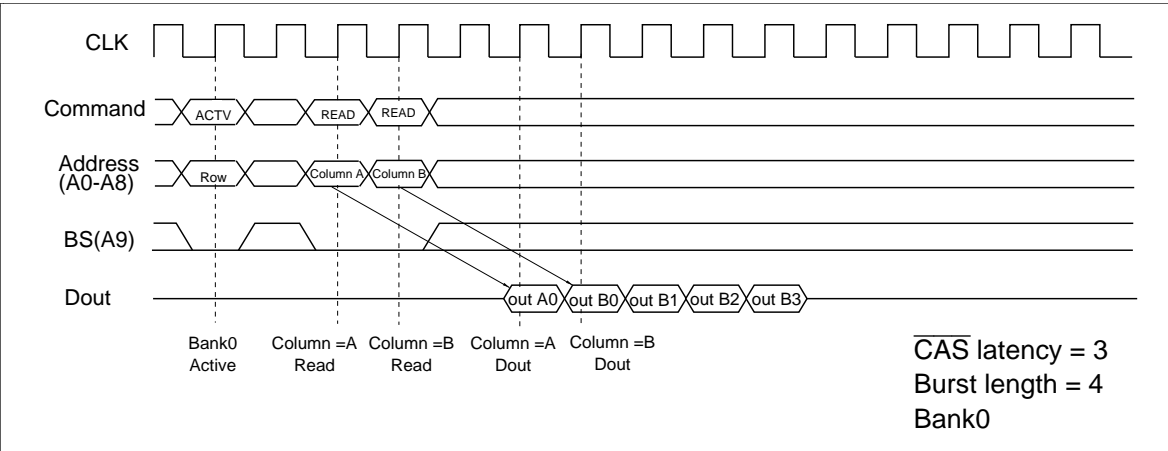 CLK
Command
ACTV
READ
READ
Address
(A0-A8)
Row
Column A
Column B
BS(A9)
Dout
out A0
out B0
out B1
out B2
out B3
Bank0
Active
Column =A
Read
Column =B
Read
Column =A
Dout
Column =B
Dout
CAS latency = 3
Burst length = 4
Bank0